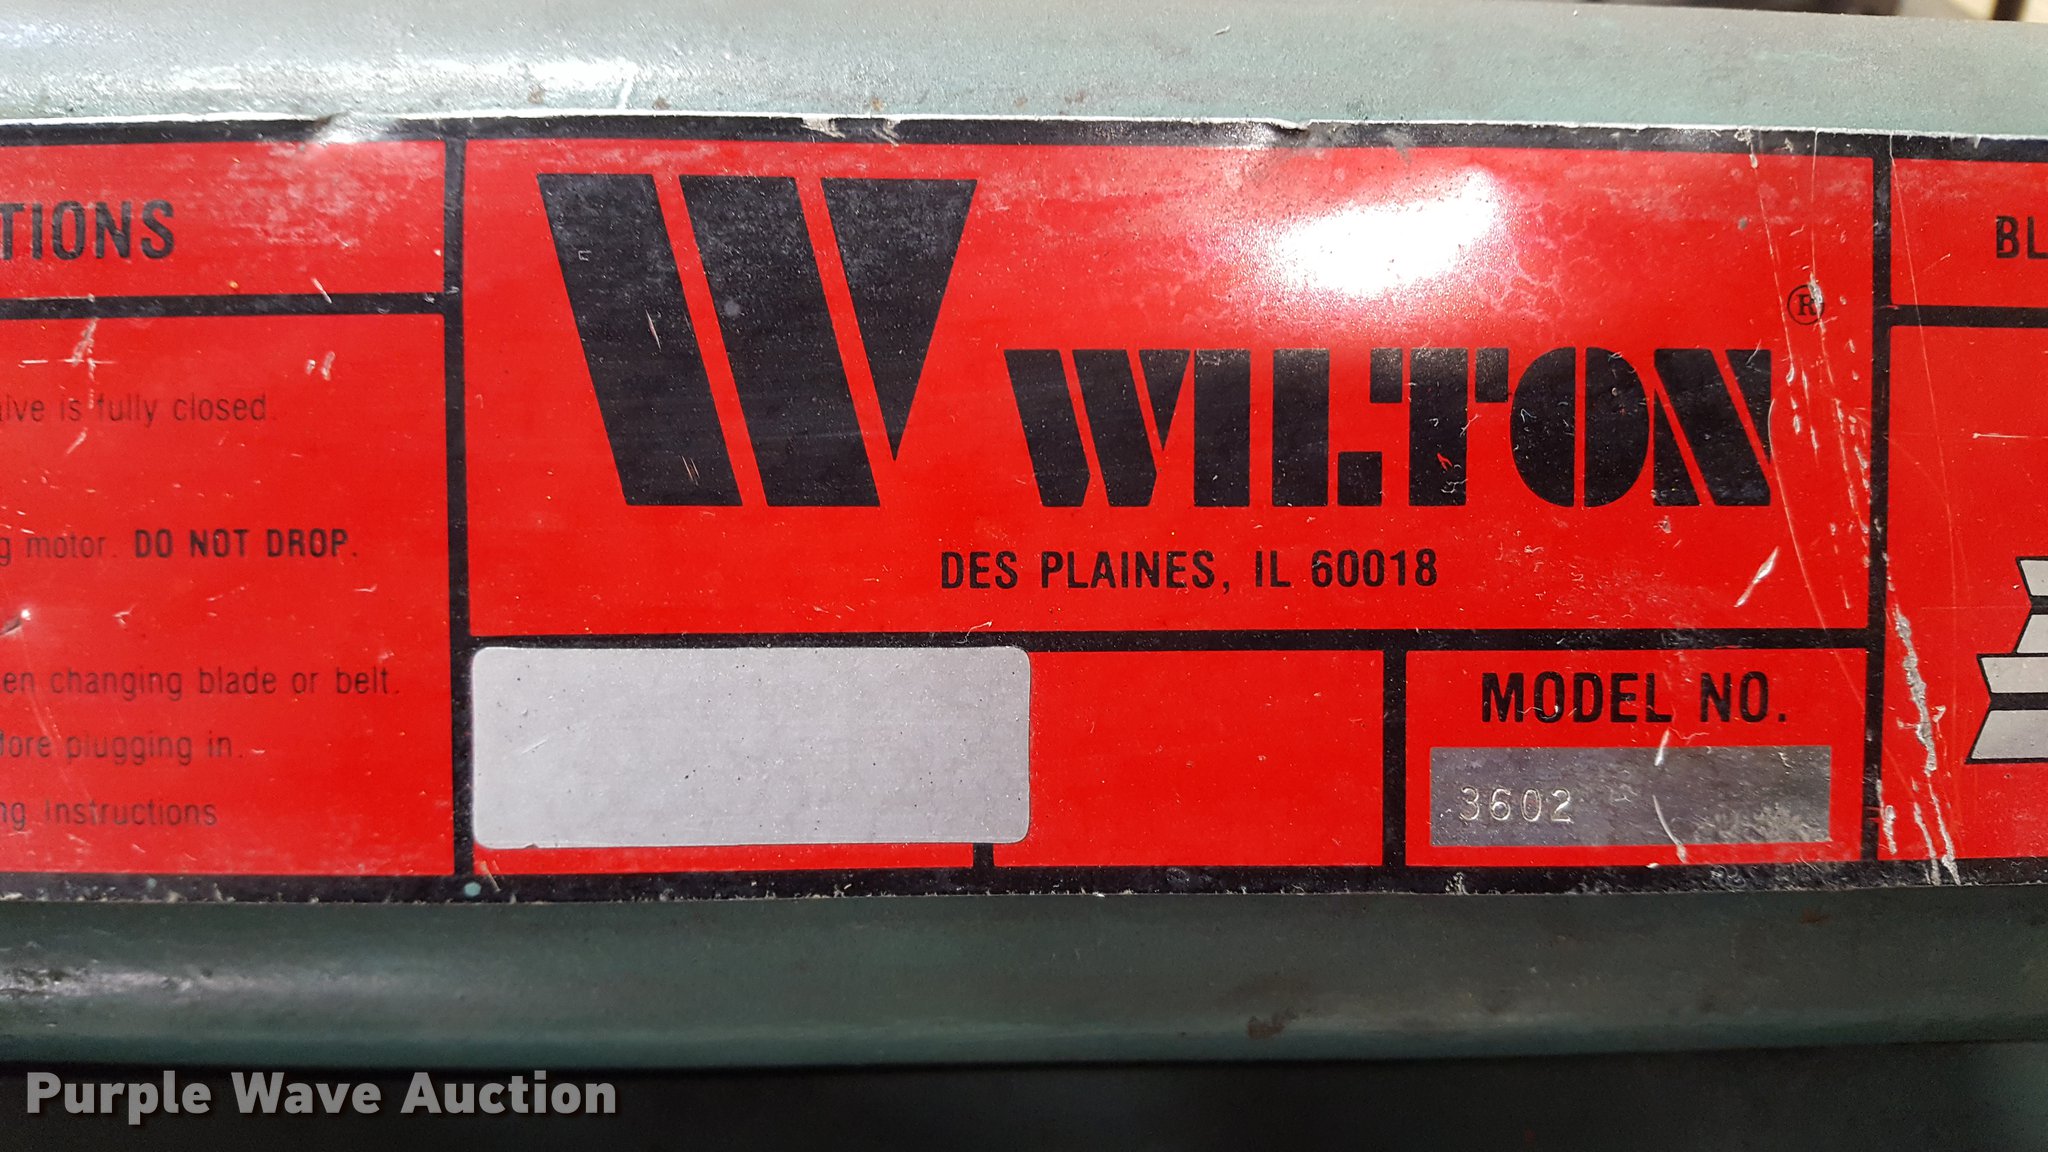 TIONS
W WILTON ®
DES PLAINES, IL 60018
BL
lve is fully closed.
g motor. DO NOT DROP.
en changing blade or belt.
fore plugging in.
ng Instructions
MODEL NO.
3602
Purple Wave Auction